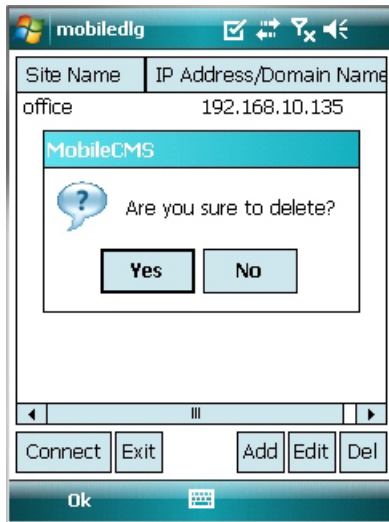 mobiledlg
Site Name IP Address/Domain Name
office 192.168.10.135
MobileCMS
Are you sure to delete?
Yes No
Connect Exit Add Edit Del
Ok